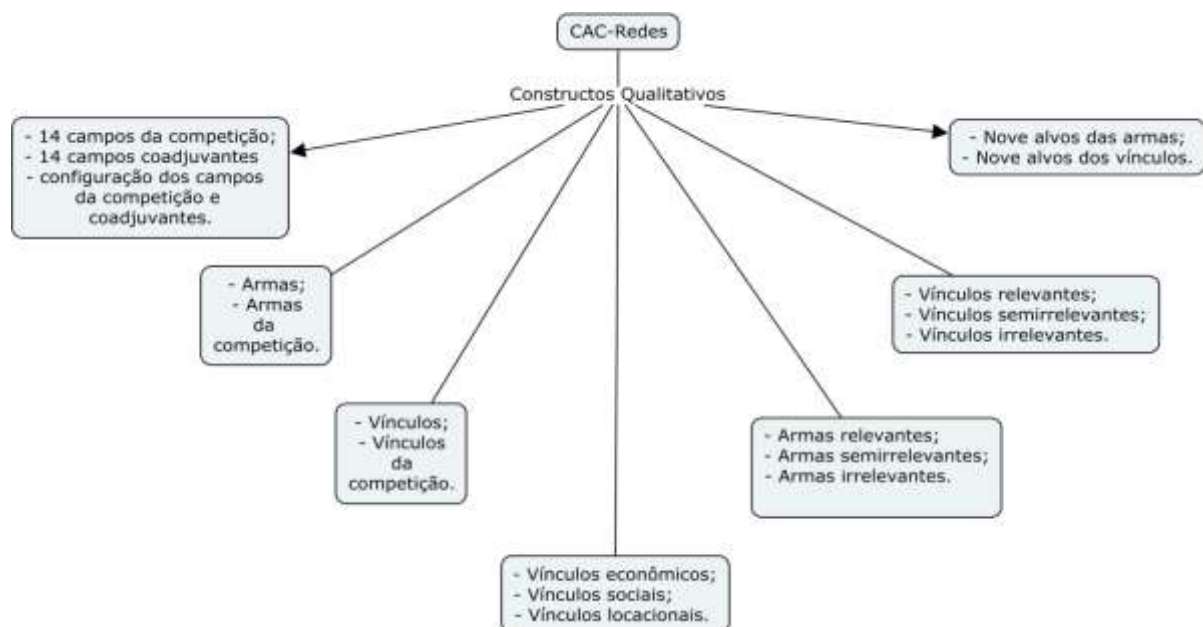 CAC-Redes
Constructos Qualitativos
- 14 campos da competição;
- 14 campos coadjuvantes
- configuração dos campos
da competição e
coadjuvantes.
- Nove alvos das armas;
- Nove alvos dos vínculos.
- Armas;
- Armas
da
competição.
- Vínculos relevantes;
- Vínculos semirrelevantes;
- Vínculos irrelevantes.
- Vínculos;
- Vínculos
da
competição.
- Armas relevantes;
- Armas semirrelevantes;
- Armas irrelevantes.
- Vínculos econômicos;
- Vínculos sociais;
- Vínculos locacionais.